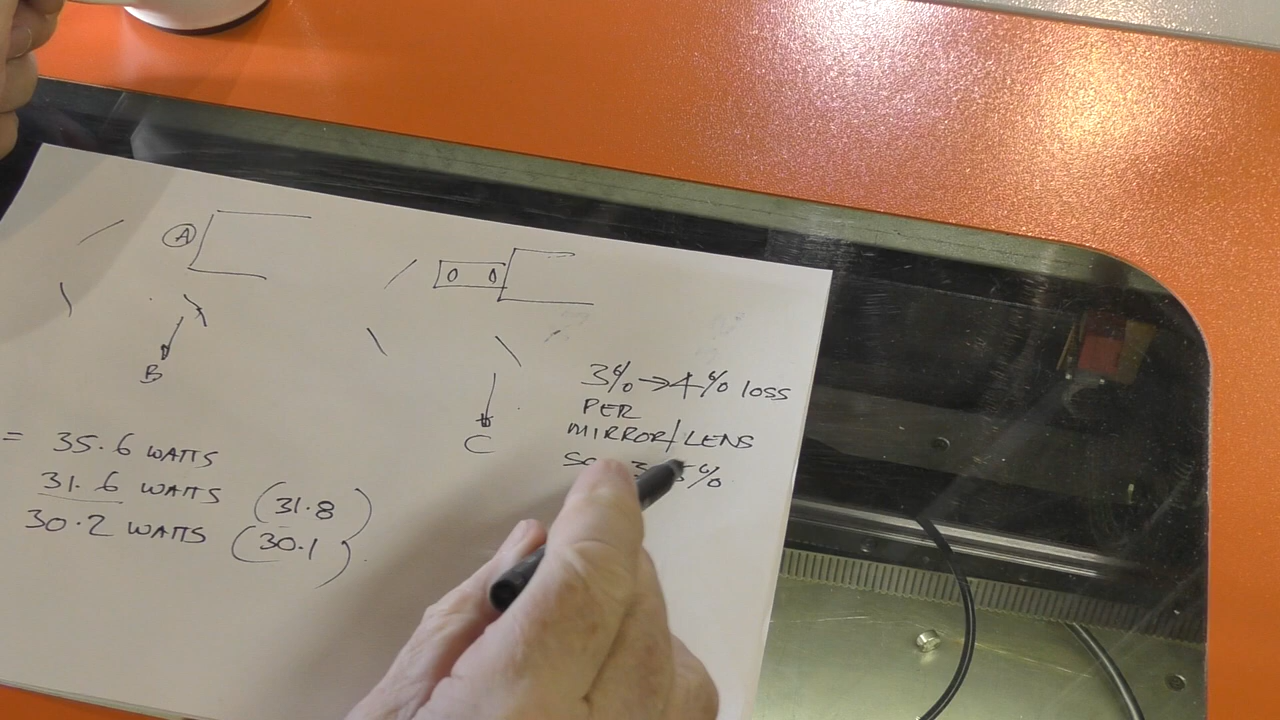 A
B
C
= 35.6 WATTS
31.6 WATTS (31.8)
30.2 WATTS (30.1)
3% → 4% LOSS
PER
MIRROR/LENS